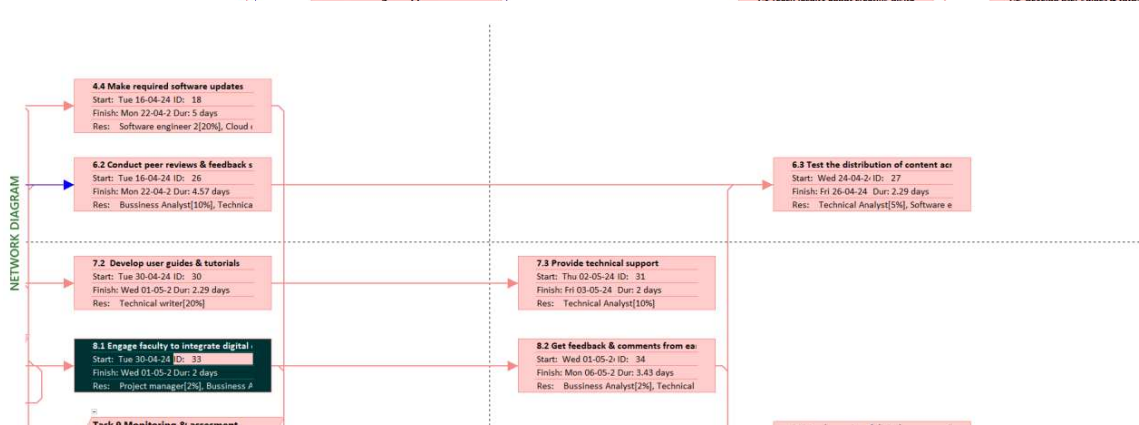 4.4 Make required software updates
Start: Tue 16-04-24 ID: 18
Finish: Mon 22-04-2 Dur: 5 days
Res: Software engineer 2[20%], Cloud
6.2 Conduct peer reviews & feedback s
Start: Tue 16-04-24 ID: 26
Finish: Mon 22-04-2 Dur: 4.57 days
Res: Bussiness Analyst[10%], Technica
6.3 Test the distribution of content acr
Start: Wed 24-04-2 ID: 27
Finish: Fri 26-04-24 Dur: 2.29 days
Res: Technical Analyst[5%], Software e
NETWORK DIAGRAM
7.2 Develop user guides & tutorials
Start: Tue 30-04-24 ID: 30
Finish: Wed 01-05-2 Dur: 2.29 days
Res: Technical writer[20%]
7.3 Provide technical support
Start: Thu 02-05-24 ID: 31
Finish: Fri 03-05-24 Dur: 2 days
Res: Technical Analyst[10%]
8.1 Engage faculty to integrate digital
Start: Tue 30-04-24 ID: 33
Finish: Wed 01-05-2 Dur: 2 days
Res: Project manager[2%], Bussiness A
8.2 Get feedback & comments from ea
Start: Wed 01-05-2 ID: 34
Finish: Mon 06-05-2 Dur: 3.43 days
Res: Bussiness Analyst[2%], Technical
Task 9 Monitoring & assesment